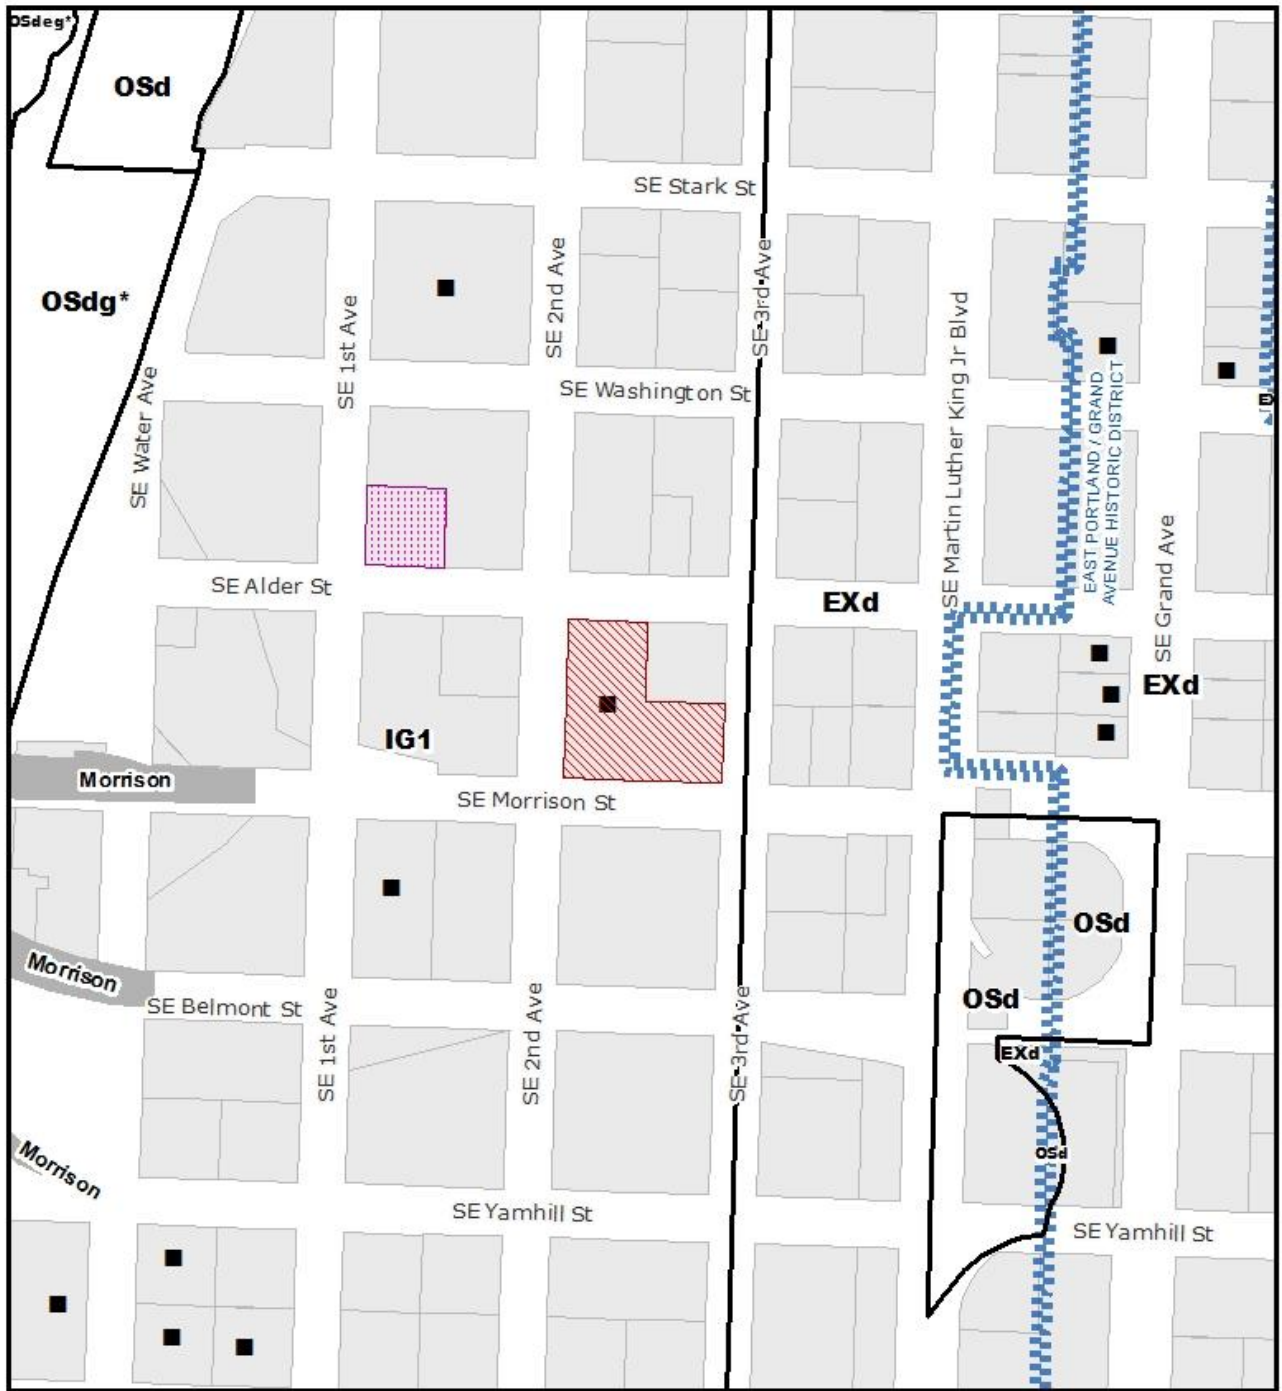 OSdeg*
OSd
SE Stark St
OSdg*
SE 1st Ave
SE 2nd Ave
SE 3rd Ave
SE Martin Luther King Jr Blvd
SE Water Ave
SE Washington St
EAST PORTLAND / GRAND
AVENUE HISTORIC DISTRICT
SE Grand Ave
SE Alder St
EXd
EXd
IG1
Morrison
SE Morrison St
OSd
Morrison
SE Belmont St
OSd
SE 1st Ave
SE 2nd Ave
SE 3rd Ave
EXd
OSd
Morrison
SE Yamhill St
SE Yamhill St